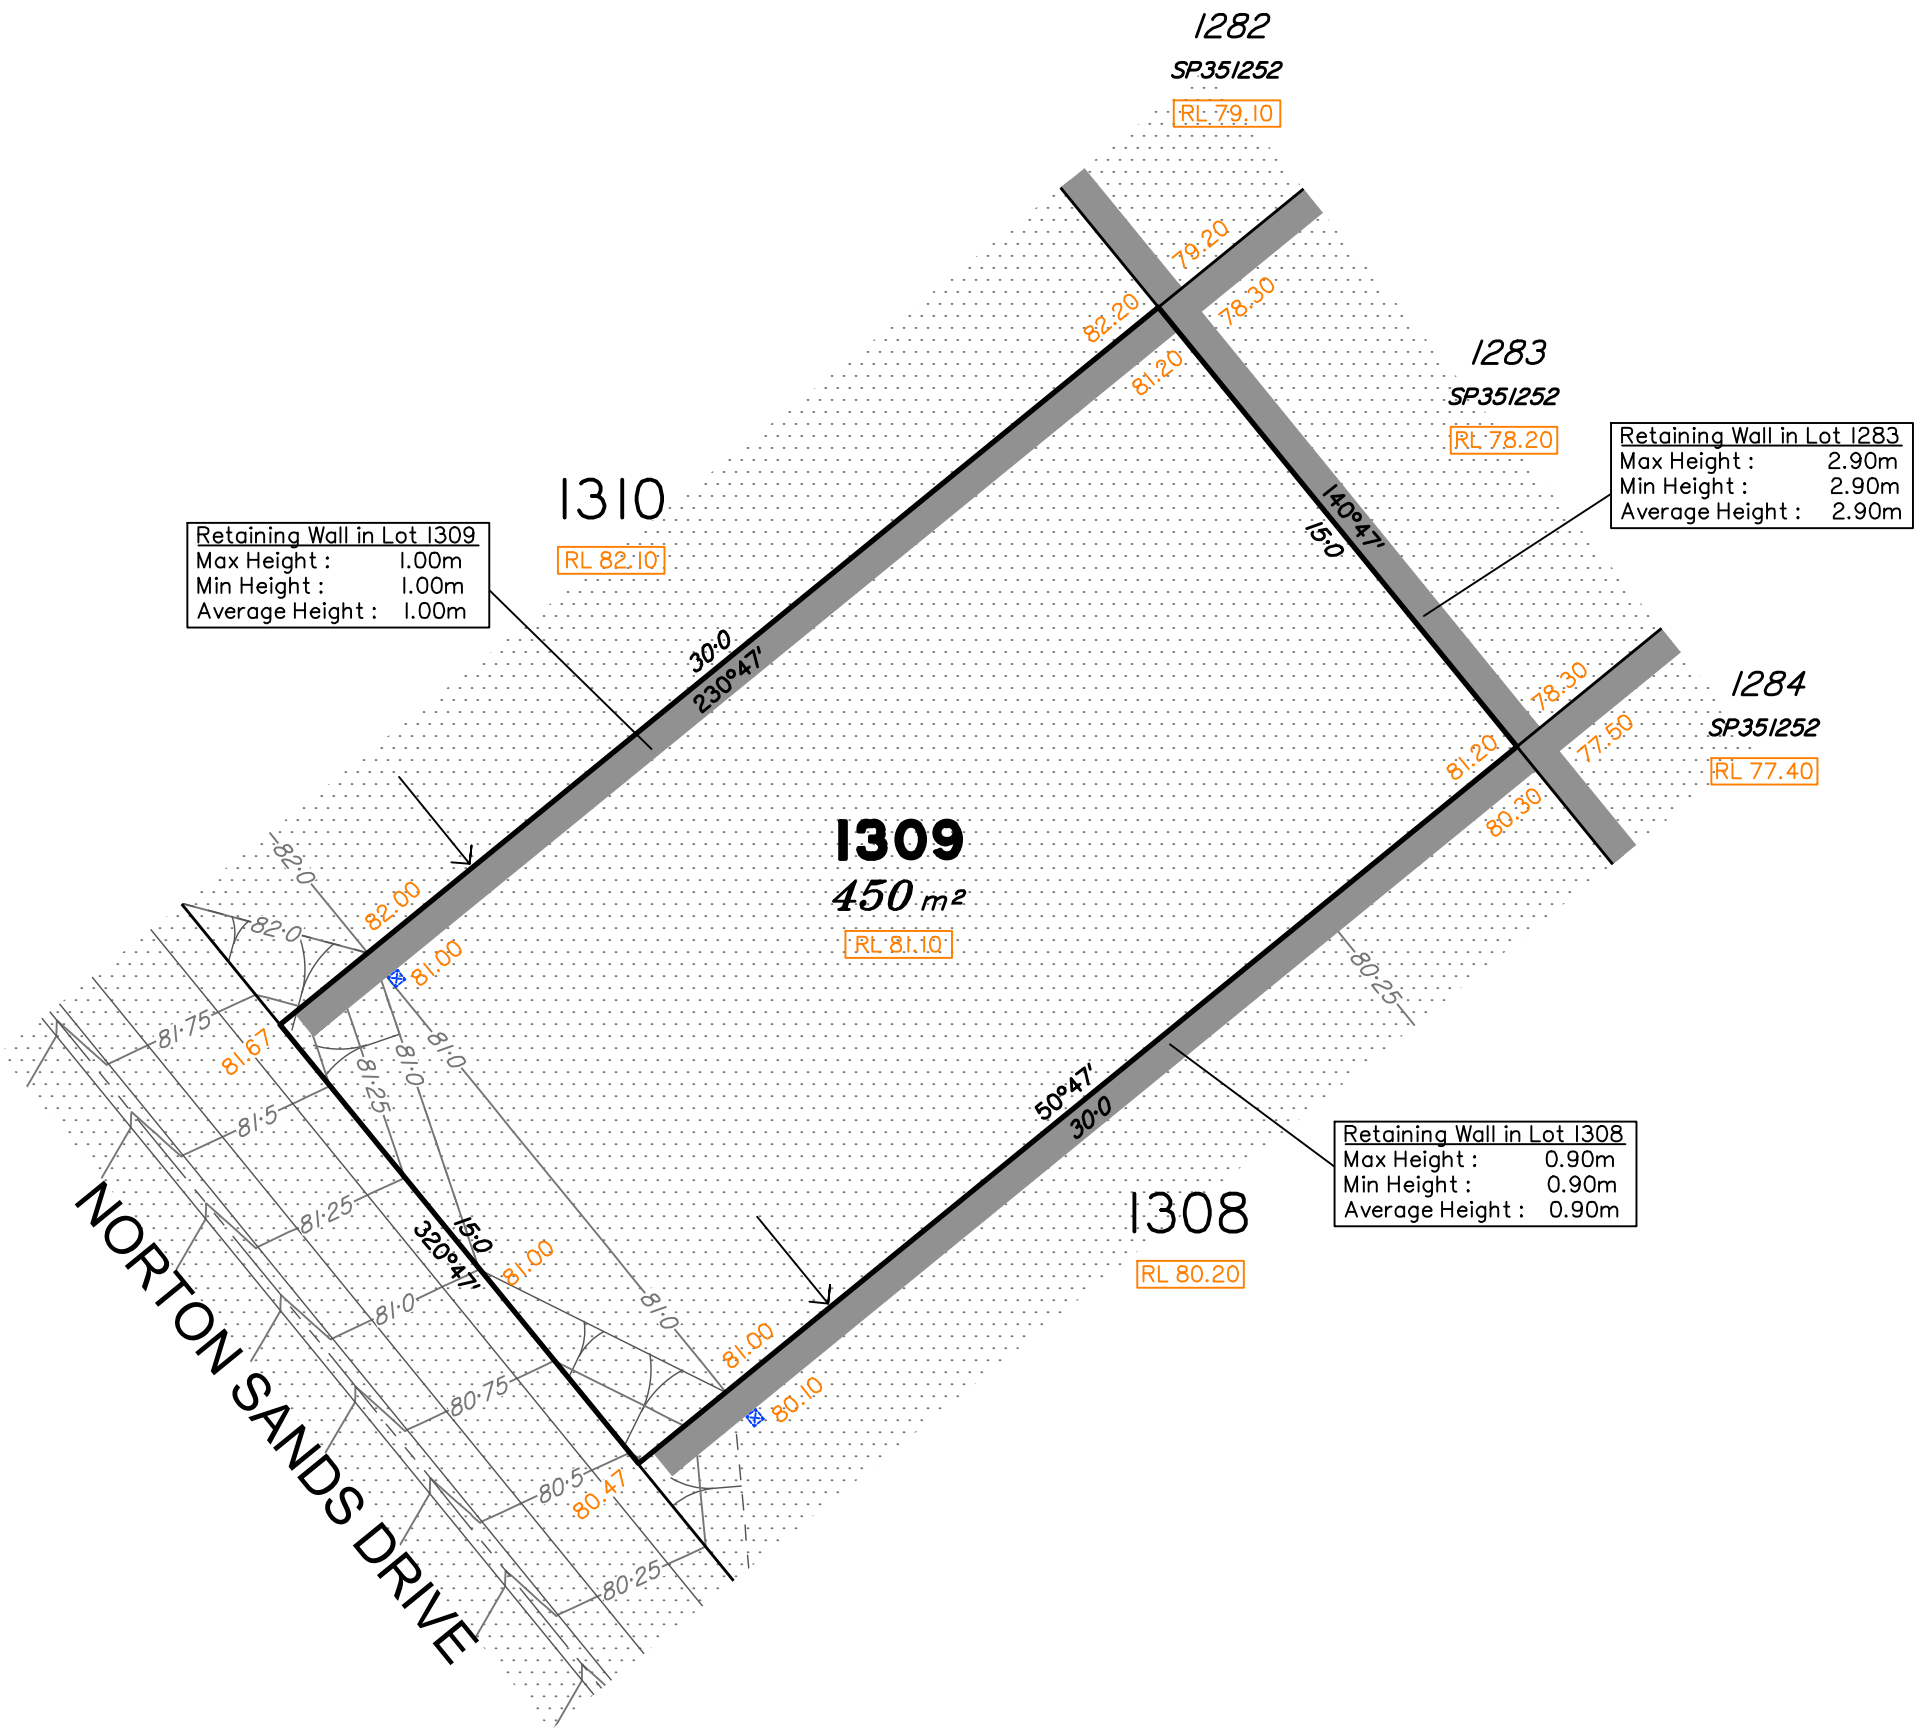 1282
SP351252
RL 79.10
79.20
82.20
78.30
81.20
1283
SP351252
RL 78.20
Retaining Wall in Lot 1283
Max Height : 2.90m
Min Height : 2.90m
Average Height : 2.90m
140°47'
15·0
1310
RL 82.10
Retaining Wall in Lot 1309
Max Height : 1.00m
Min Height : 1.00m
Average Height : 1.00m
30·0
230°47'
78.30
77.50
1284
SP351252
RL 77.40
81.20
80.30
1309
450 m²
RL 81.10
82·0
82.00
82·0
81.00
80·25
81·75
81.67
81·0
81·0
81·25
81·5
50°47'
30·0
Retaining Wall in Lot 1308
Max Height : 0.90m
Min Height : 0.90m
Average Height : 0.90m
1308
RL 80.20
81·25
15·0
320°47'
81.00
81·0
81·0
81.00
80·75
80.10
80·5
80.47
80·25
NORTON SANDS DRIVE